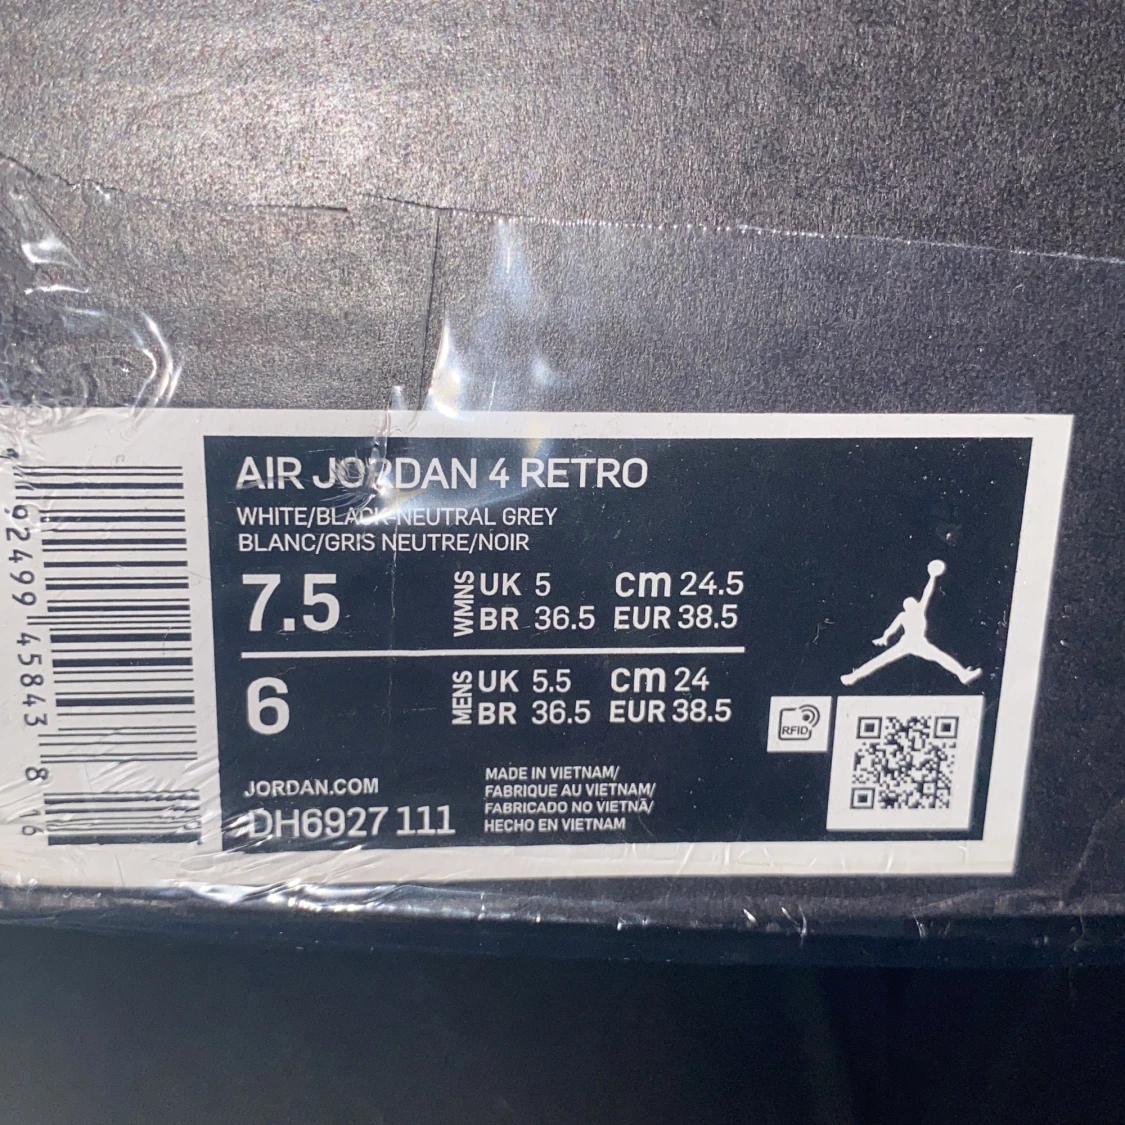 AIR JORDAN 4 RETRO
WHITE/BLACK-NEUTRAL GREY
BLANC/GRIS NEUTRE/NOIR
7.5
WMNS
UK 5 cm 24.5
BR 36.5 EUR 38.5
6
MENS
UK 5.5 cm 24
BR 36.5 EUR 38.5
JORDAN.COM
DH6927 111
MADE IN VIETNAM/
FABRIQUE AU VIETNAM/
FABRICADO NO VIETNÃ/
HECHO EN VIETNAM
RFID
92499 45843 8 16